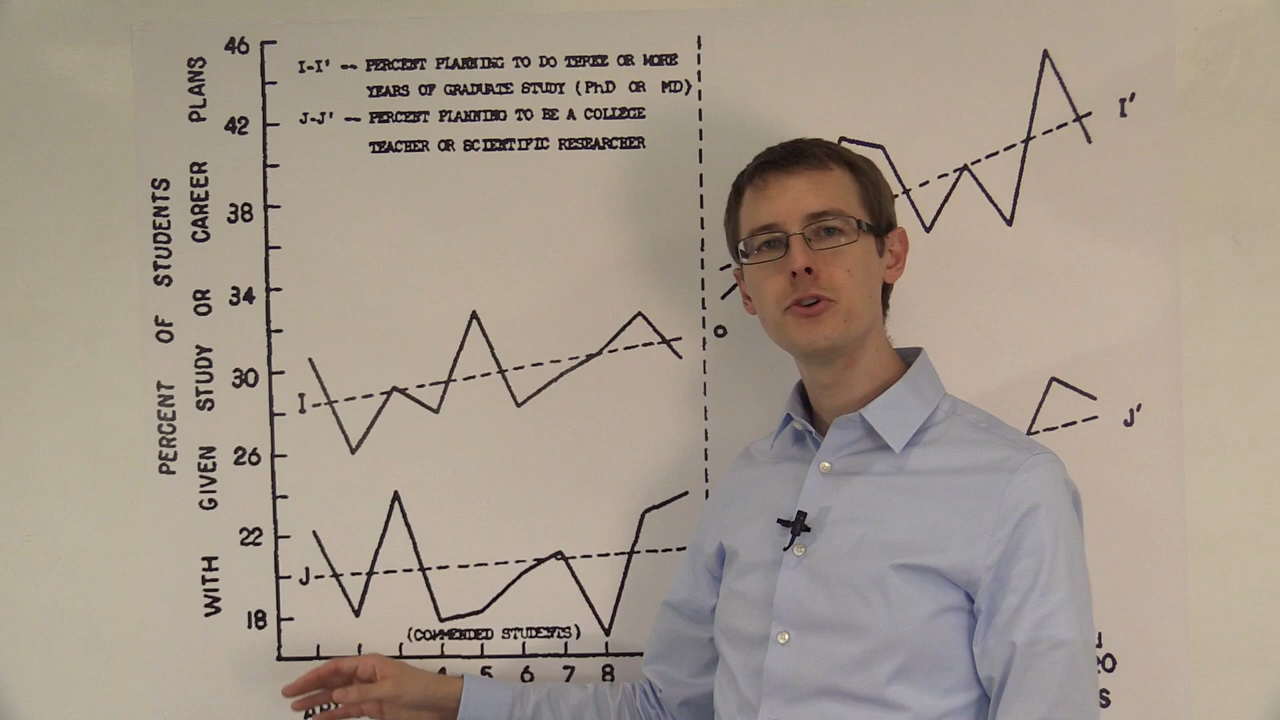 46
42
38
34
30
26
22
18
PERCENT OF STUDENTS
WITH GIVEN STUDY OR CAREER PLANS
I-I' -- PERCENT PLANNING TO DO THREE OR MORE
YEARS OF GRADUATE STUDY (PhD OR MD)
J-J' -- PERCENT PLANNING TO BE A COLLEGE
TEACHER OR SCIENTIFIC RESEARCHER
I
J
I'
J'
(COMMENDED STUDENTS)
4 5 6 7 8